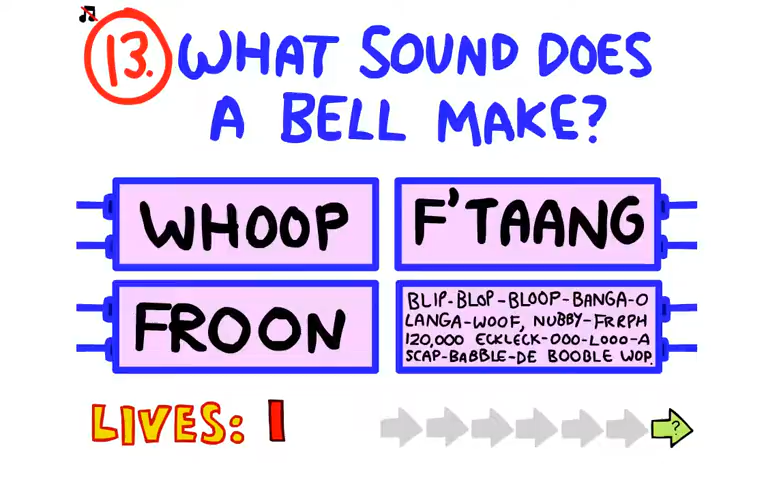 13. WHAT SOUND DOES
A BELL MAKE?
WHOOP
F'TAANG
FROON
BLIP-BLOP-BLOOP-BANGA-O
LANGA-WOOF, NUBBY-FRRPH
120,000 ECKLECK-OOO-LOOO-A
SCAP-BABBLE-DE BOOBLE WOP.
LIVES: 1
?